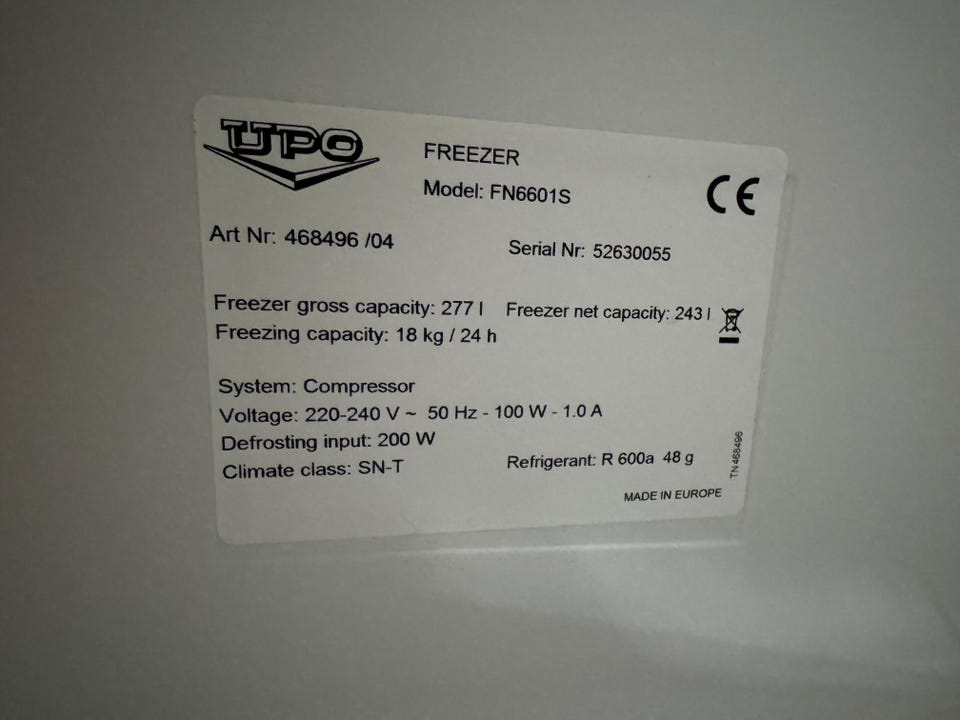 UPO
FREEZER
Model: FN6601S
Art Nr: 468496 /04
Serial Nr: 52630055
Freezer gross capacity: 277 l
Freezer net capacity: 243 l
Freezing capacity: 18 kg / 24 h
System: Compressor
Voltage: 220-240 V ~ 50 Hz - 100 W - 1.0 A
Defrosting input: 200 W
Climate class: SN-T
Refrigerant: R 600a 48 g
MADE IN EUROPE
TN 468496
CE